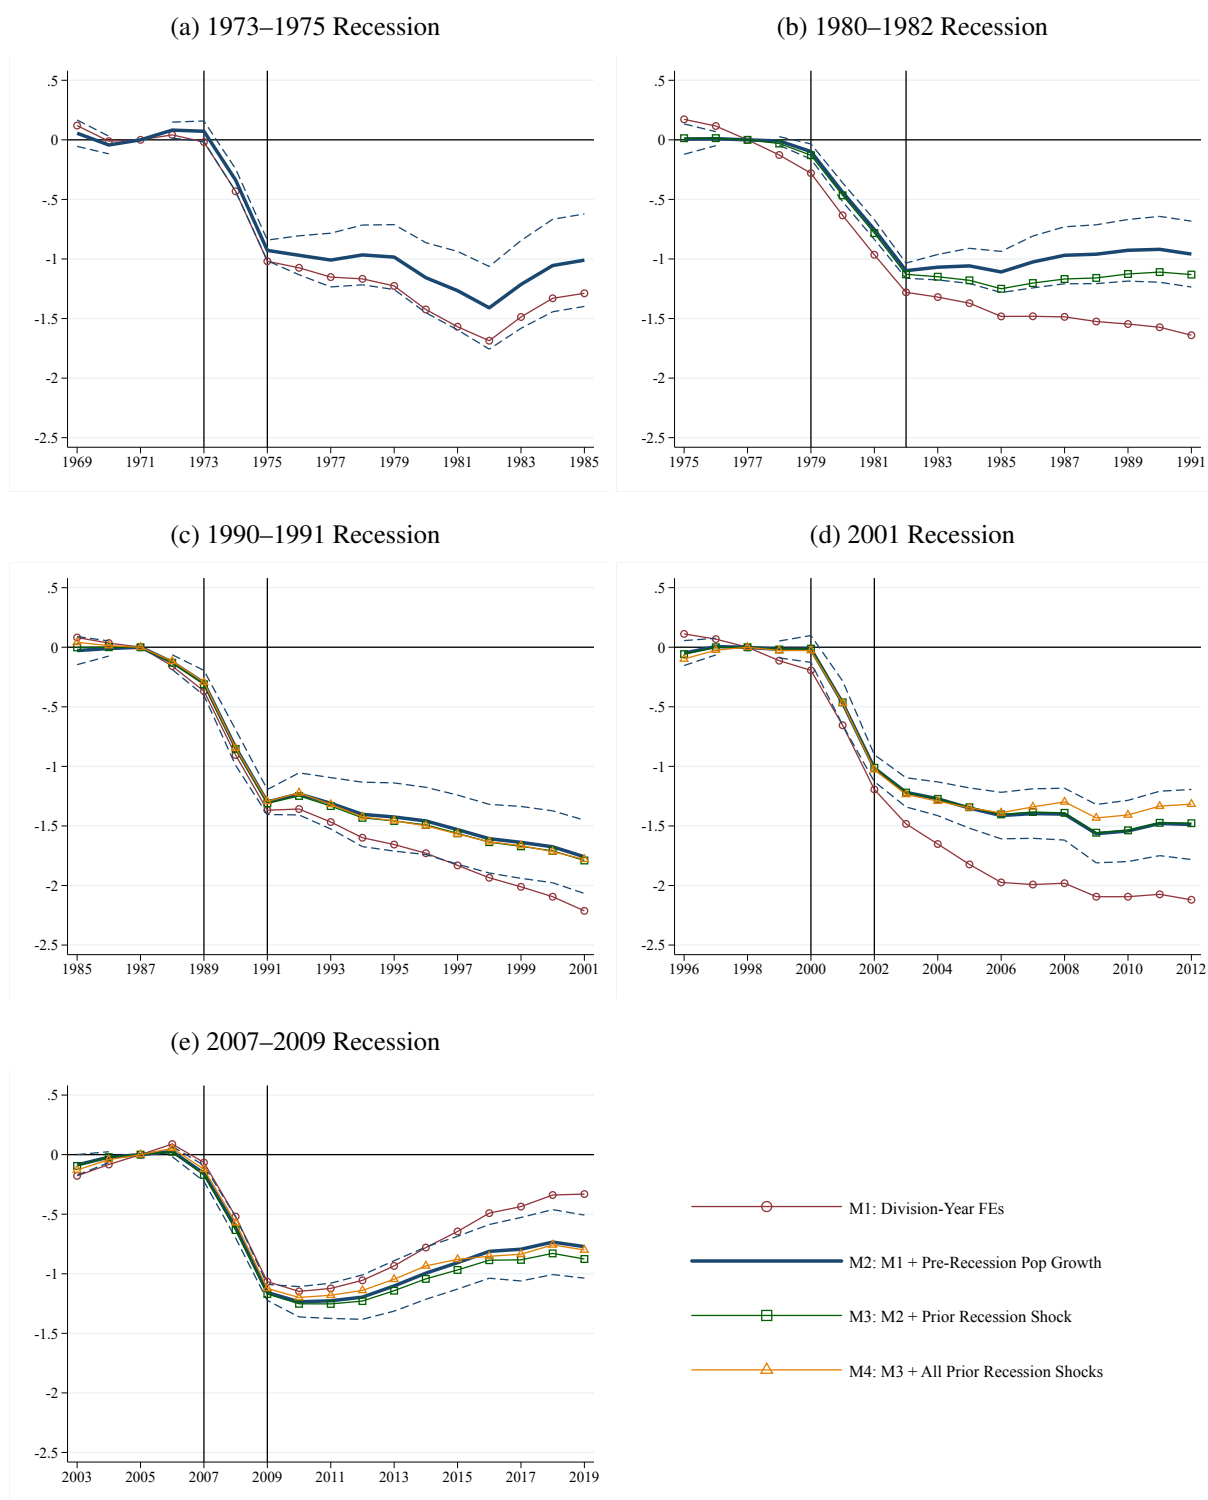 (a) 1973–1975 Recession
.5
0
-.5
-1
-1.5
-2
-2.5
1969 1971 1973 1975 1977 1979 1981 1983 1985
(b) 1980–1982 Recession
.5
0
-.5
-1
-1.5
-2
-2.5
1975 1977 1979 1981 1983 1985 1987 1989 1991
(c) 1990–1991 Recession
.5
0
-.5
-1
-1.5
-2
-2.5
1985 1987 1989 1991 1993 1995 1997 1999 2001
(d) 2001 Recession
.5
0
-.5
-1
-1.5
-2
-2.5
1996 1998 2000 2002 2004 2006 2008 2010 2012
(e) 2007–2009 Recession
.5
0
-.5
-1
-1.5
-2
-2.5
2003 2005 2007 2009 2011 2013 2015 2017 2019
M1: Division-Year FEs
M2: M1 + Pre-Recession Pop Growth
M3: M2 + Prior Recession Shock
M4: M3 + All Prior Recession Shocks